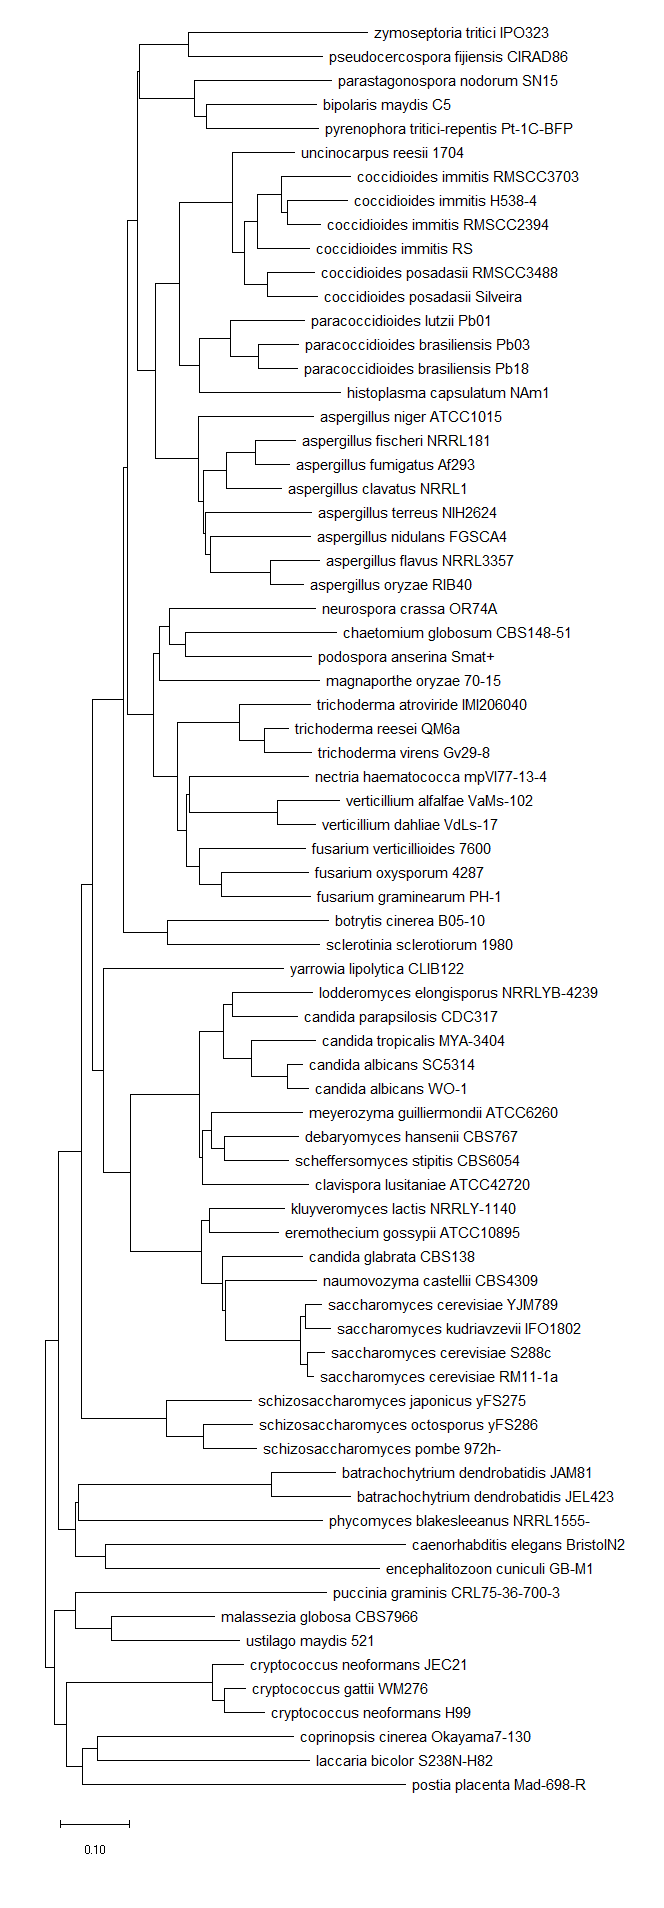 zymoseptoria tritici IPO323
pseudocercospora fijiensis CIRAD86
parastagonospora nodorum SN15
bipolaris maydis C5
pyrenophora tritici-repentis Pt-1C-BFP
uncinocarpus reesii 1704
coccidioides immitis RMSCC3703
coccidioides immitis H538-4
coccidioides immitis RMSCC2394
coccidioides immitis RS
coccidioides posadasii RMSCC3488
coccidioides posadasii Silveira
paracoccidioides lutzii Pb01
paracoccidioides brasiliensis Pb03
paracoccidioides brasiliensis Pb18
histoplasma capsulatum NAm1
aspergillus niger ATCC1015
aspergillus fischeri NRRL181
aspergillus fumigatus Af293
aspergillus clavatus NRRL1
aspergillus terreus NIH2624
aspergillus nidulans FGSCA4
aspergillus flavus NRRL3357
aspergillus oryzae RIB40
neurospora crassa OR74A
chaetomium globosum CBS148-51
podospora anserina Smat+
magnaporthe oryzae 70-15
trichoderma atroviride IMI206040
trichoderma reesei QM6a
trichoderma virens Gv29-8
nectria haematococca mpVI77-13-4
verticillium alfalfae VaMs-102
verticillium dahliae VdLs-17
fusarium verticillioides 7600
fusarium oxysporum 4287
fusarium graminearum PH-1
botrytis cinerea B05-10
sclerotinia sclerotiorum 1980
yarrowia lipolytica CLIB122
lodderomyces elongisporus NRRLYB-4239
candida parapsilosis CDC317
candida tropicalis MYA-3404
candida albicans SC5314
candida albicans WO-1
meyerozyma guilliermondii ATCC6260
debaryomyces hansenii CBS767
scheffersomyces stipitis CBS6054
clavispora lusitaniae ATCC42720
kluyveromyces lactis NRRLY-1140
eremothecium gossypii ATCC10895
candida glabrata CBS138
naumovozyma castellii CBS4309
saccharomyces cerevisiae YJM789
saccharomyces kudriavzevii IFO1802
saccharomyces cerevisiae S288c
saccharomyces cerevisiae RM11-1a
schizosaccharomyces japonicus yFS275
schizosaccharomyces octosporus yFS286
schizosaccharomyces pombe 972h-
batrachochytrium dendrobatidis JAM81
batrachochytrium dendrobatidis JEL423
phycomyces blakesleeanus NRRL1555-
caenorhabditis elegans BristolN2
encephalitozoon cuniculi GB-M1
puccinia graminis CRL75-36-700-3
malassezia globosa CBS7966
ustilago maydis 521
cryptococcus neoformans JEC21
cryptococcus gattii WM276
cryptococcus neoformans H99
coprinopsis cinerea Okayama7-130
laccaria bicolor S238N-H82
postia placenta Mad-698-R
0.10